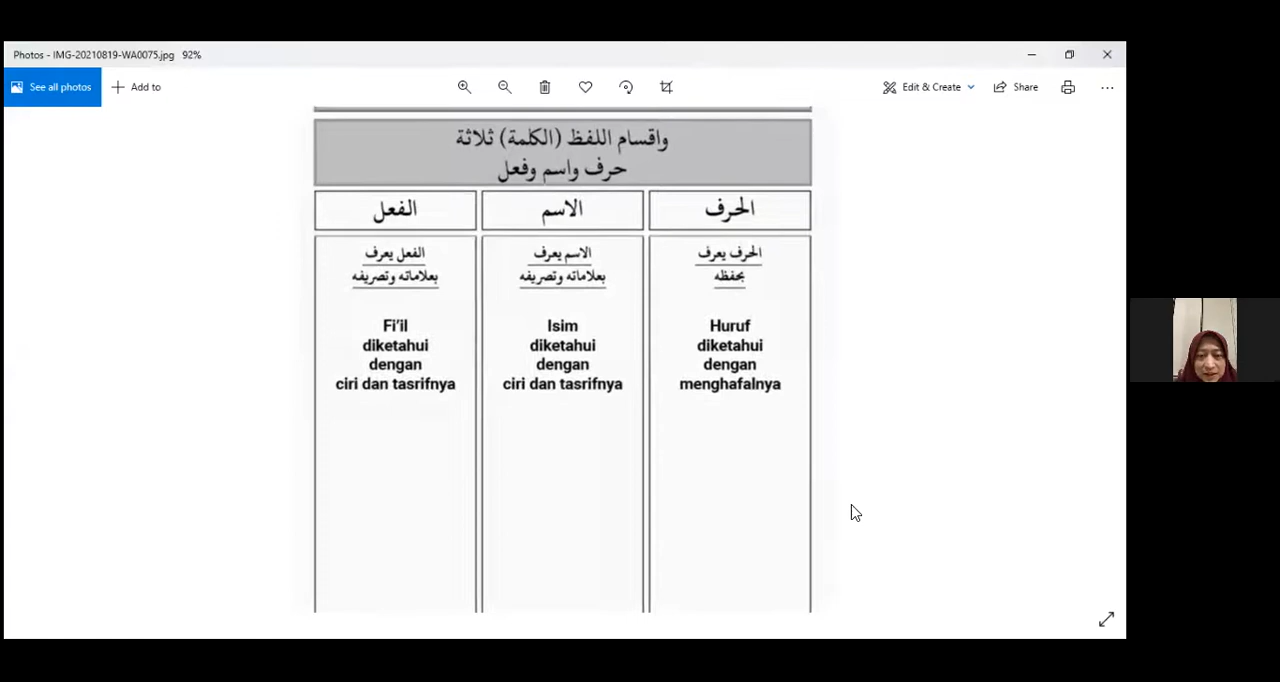 Photos - IMG-20210819-WA0075.jpg 92%
See all photos
Add to
Edit & Create
Share
واقسام اللفظ (الكلمة) ثلاثة
حرف واسم وفعل
الحرف
الحرف يعرف
بحفظه
Huruf
diketahui
dengan
menghafalnya
الاسم
الاسم يعرف
بعلاماته وتصريفه
Isim
diketahui
dengan
ciri dan tasrifnya
الفعل
الفعل يعرف
بعلاماته وتصريفه
Fi'il
diketahui
dengan
ciri dan tasrifnya